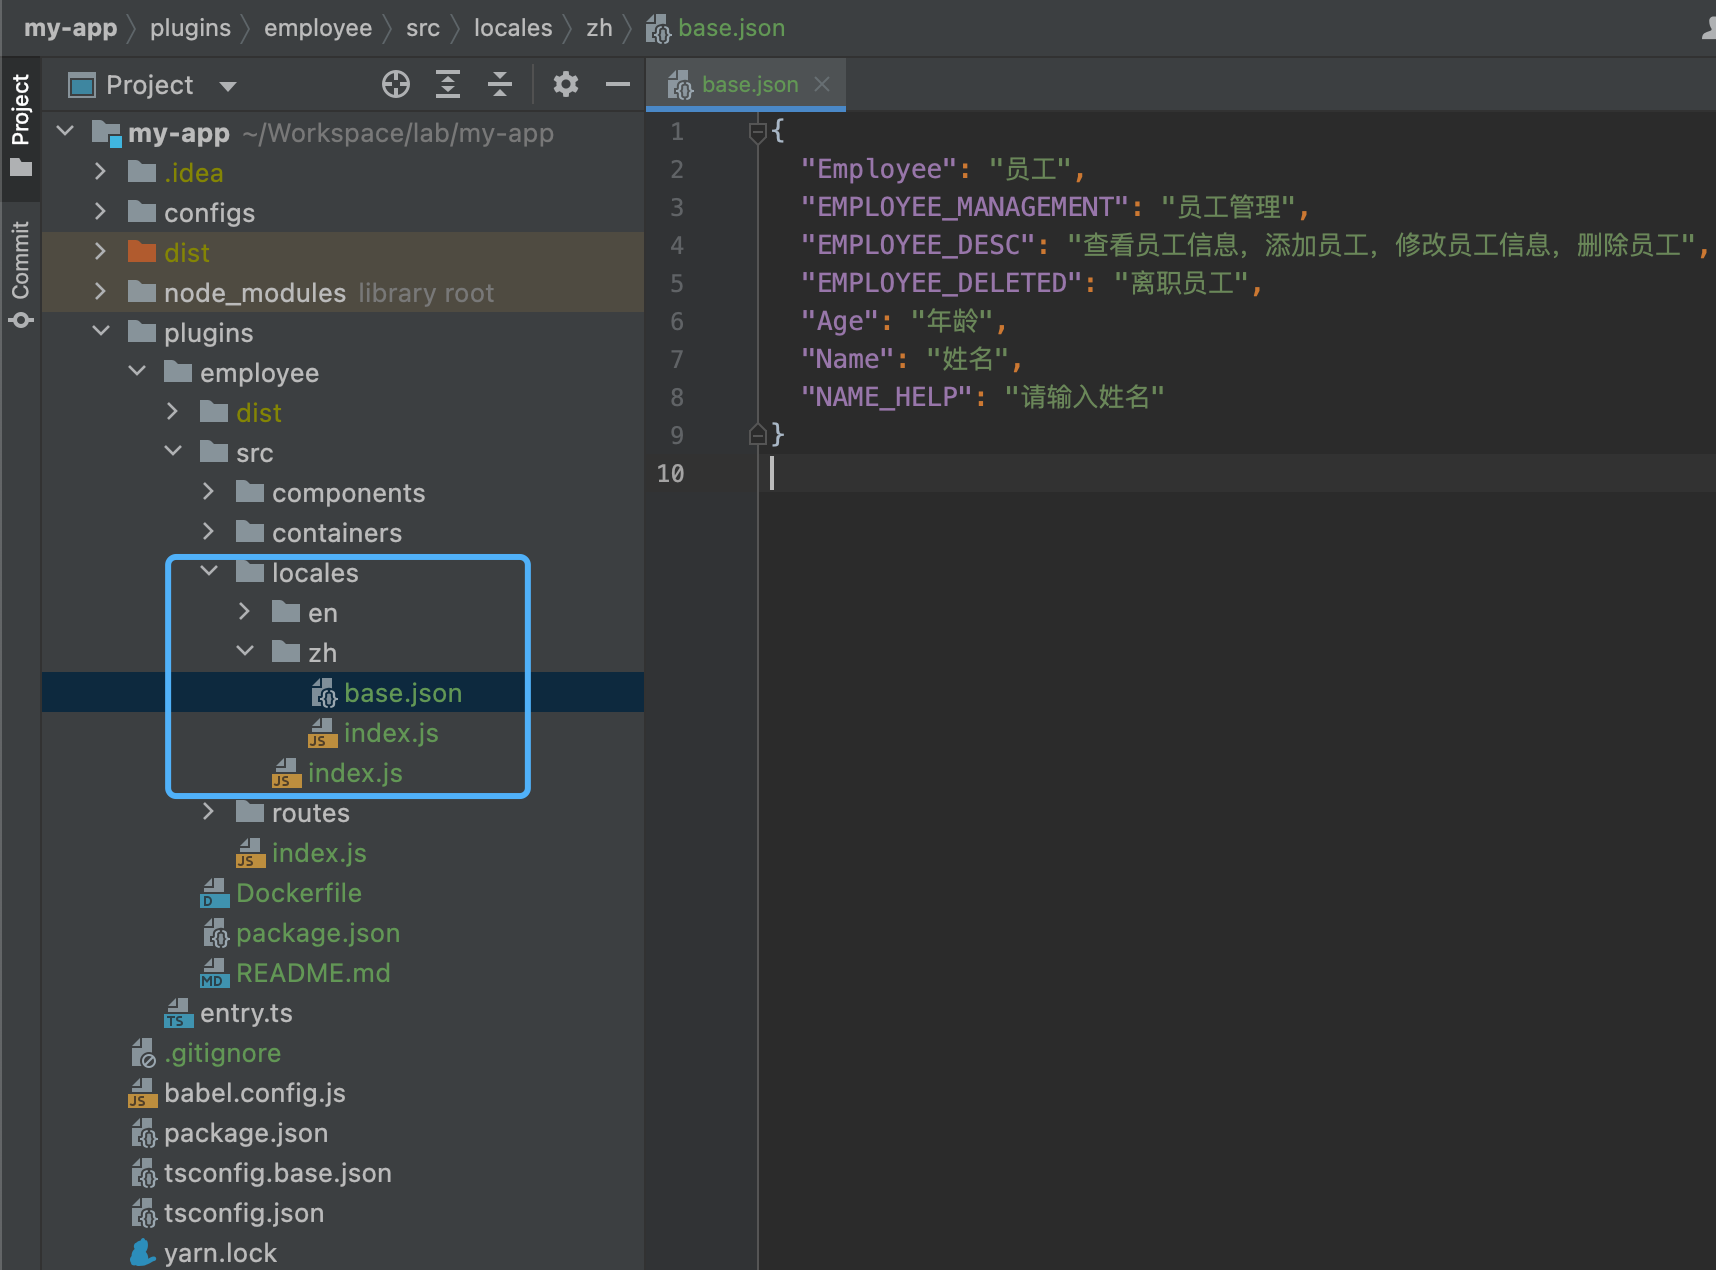 my-app plugins employee src locales zh base.json
Project
Commit
Project
my-app ~/Workspace/lab/my-app
.idea
configs
dist
node_modules library root
plugins
employee
dist
src
components
containers
locales
en
zh
base.json
JS index.js
JS index.js
routes
JS index.js
D Dockerfile
package.json
MD README.md
TS entry.ts
.gitignore
JS babel.config.js
package.json
tsconfig.base.json
tsconfig.json
yarn.lock
base.json
1 {
2 "Employee": "员工",
3 "EMPLOYEE_MANAGEMENT": "员工管理",
4 "EMPLOYEE_DESC": "查看员工信息，添加员工，修改员工信息，删除员工",
5 "EMPLOYEE_DELETED": "离职员工",
6 "Age": "年龄",
7 "Name": "姓名",
8 "NAME_HELP": "请输入姓名"
9 }
10